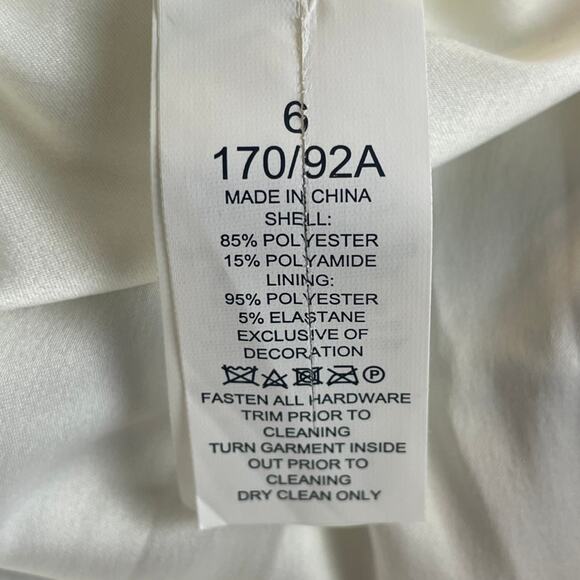 6
170/92A
MADE IN CHINA
SHELL:
85% POLYESTER
15% POLYAMIDE
LINING:
95% POLYESTER
5% ELASTANE
EXCLUSIVE OF
DECORATION
P
FASTEN ALL HARDWARE
TRIM PRIOR TO
CLEANING
TURN GARMENT INSIDE
OUT PRIOR TO
CLEANING
DRY CLEAN ONLY